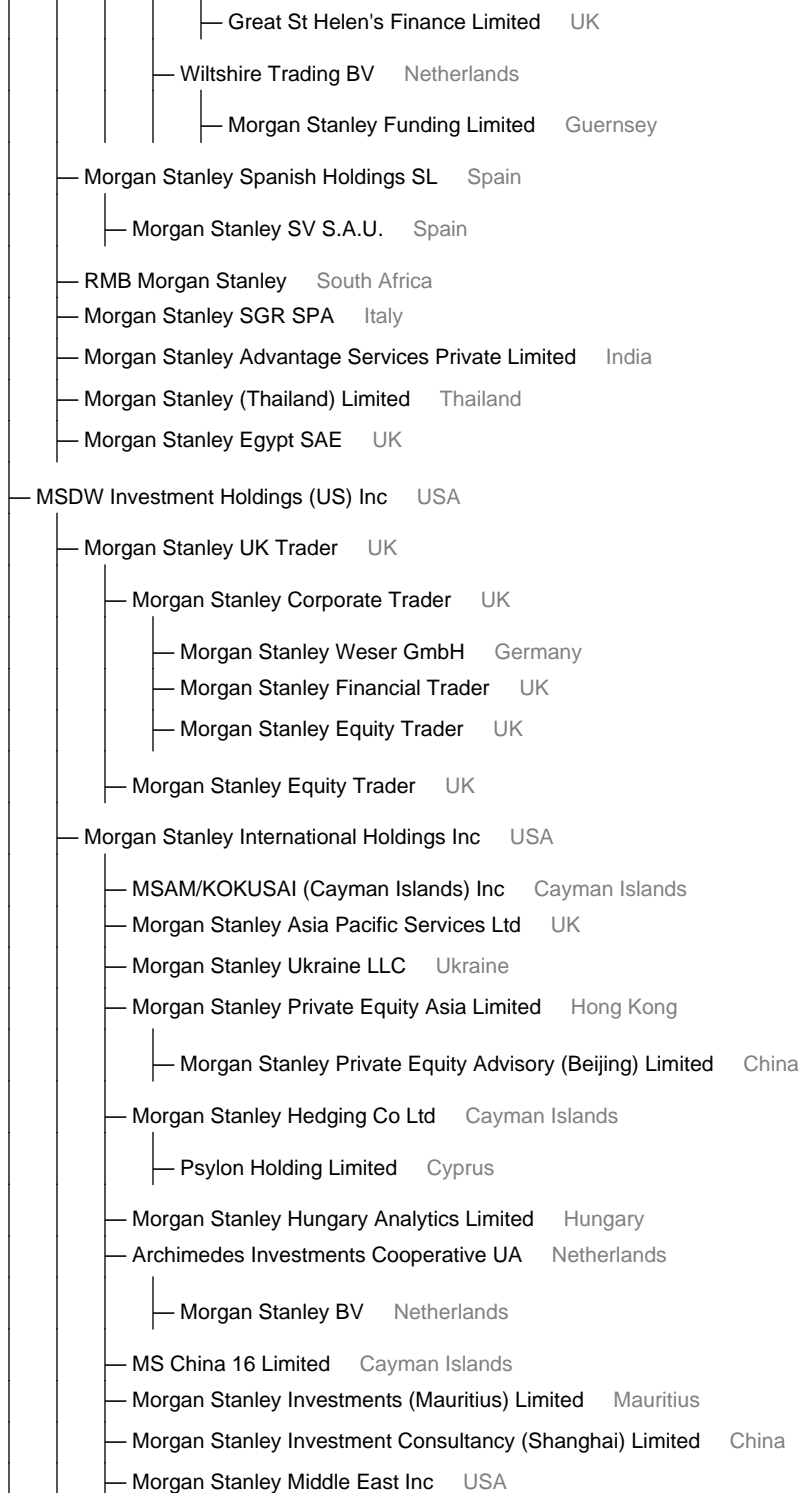 Great St Helen's Finance Limited UK
Wiltshire Trading BV Netherlands
Morgan Stanley Funding Limited Guernsey
Morgan Stanley Spanish Holdings SL Spain
Morgan Stanley SV S.A.U. Spain
RMB Morgan Stanley South Africa
Morgan Stanley SGR SPA Italy
Morgan Stanley Advantage Services Private Limited India
Morgan Stanley (Thailand) Limited Thailand
Morgan Stanley Egypt SAE UK
MSDW Investment Holdings (US) Inc USA
Morgan Stanley UK Trader UK
Morgan Stanley Corporate Trader UK
Morgan Stanley Weser GmbH Germany
Morgan Stanley Financial Trader UK
Morgan Stanley Equity Trader UK
Morgan Stanley Equity Trader UK
Morgan Stanley International Holdings Inc USA
MSAM/KOKUSAI (Cayman Islands) Inc Cayman Islands
Morgan Stanley Asia Pacific Services Ltd UK
Morgan Stanley Ukraine LLC Ukraine
Morgan Stanley Private Equity Asia Limited Hong Kong
Morgan Stanley Private Equity Advisory (Beijing) Limited China
Morgan Stanley Hedging Co Ltd Cayman Islands
Psylon Holding Limited Cyprus
Morgan Stanley Hungary Analytics Limited Hungary
Archimedes Investments Cooperative UA Netherlands
Morgan Stanley BV Netherlands
MS China 16 Limited Cayman Islands
Morgan Stanley Investments (Mauritius) Limited Mauritius
Morgan Stanley Investment Consultancy (Shanghai) Limited China
Morgan Stanley Middle East Inc USA